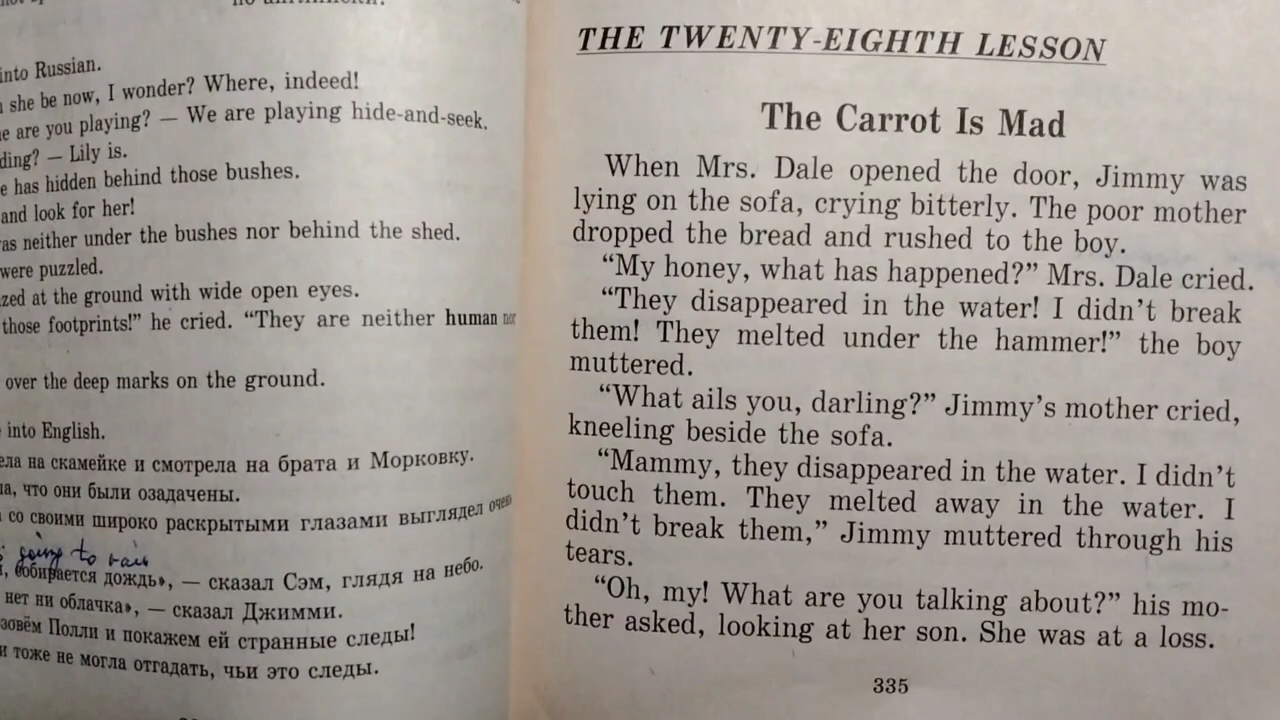 по английски.
into Russian.
she be now, I wonder? Where, indeed!
are you playing? — We are playing hide-and-seek.
— Lily is.
has hidden behind those bushes.
and look for her!
neither under the bushes nor behind the shed.
were puzzled.
at the ground with wide open eyes.
those footprints!” he cried. “They are neither human nor
over the deep marks on the ground.
into English.
на скамейке и смотрела на брата и Морковку.
что они были озадачены.
со своими широко раскрытыми глазами выглядел очень
going to rain
собирается дождь», — сказал Сэм, глядя на небо.
нет ни облачка», — сказал Джимми.
Полли и покажем ей странные следы!
тоже не могла отгадать, чьи это следы.
THE TWENTY-EIGHTH LESSON
The Carrot Is Mad
When Mrs. Dale opened the door, Jimmy was
lying on the sofa, crying bitterly. The poor mother
dropped the bread and rushed to the boy.
“My honey, what has happened?” Mrs. Dale cried.
“They disappeared in the water! I didn’t break
them! They melted under the hammer!” the boy
muttered.
“What ails you, darling?” Jimmy’s mother cried,
kneeling beside the sofa.
“Mammy, they disappeared in the water. I didn’t
touch them. They melted away in the water. I
didn’t break them,” Jimmy muttered through his
tears.
“Oh, my! What are you talking about?” his mo-
ther asked, looking at her son. She was at a loss.
335